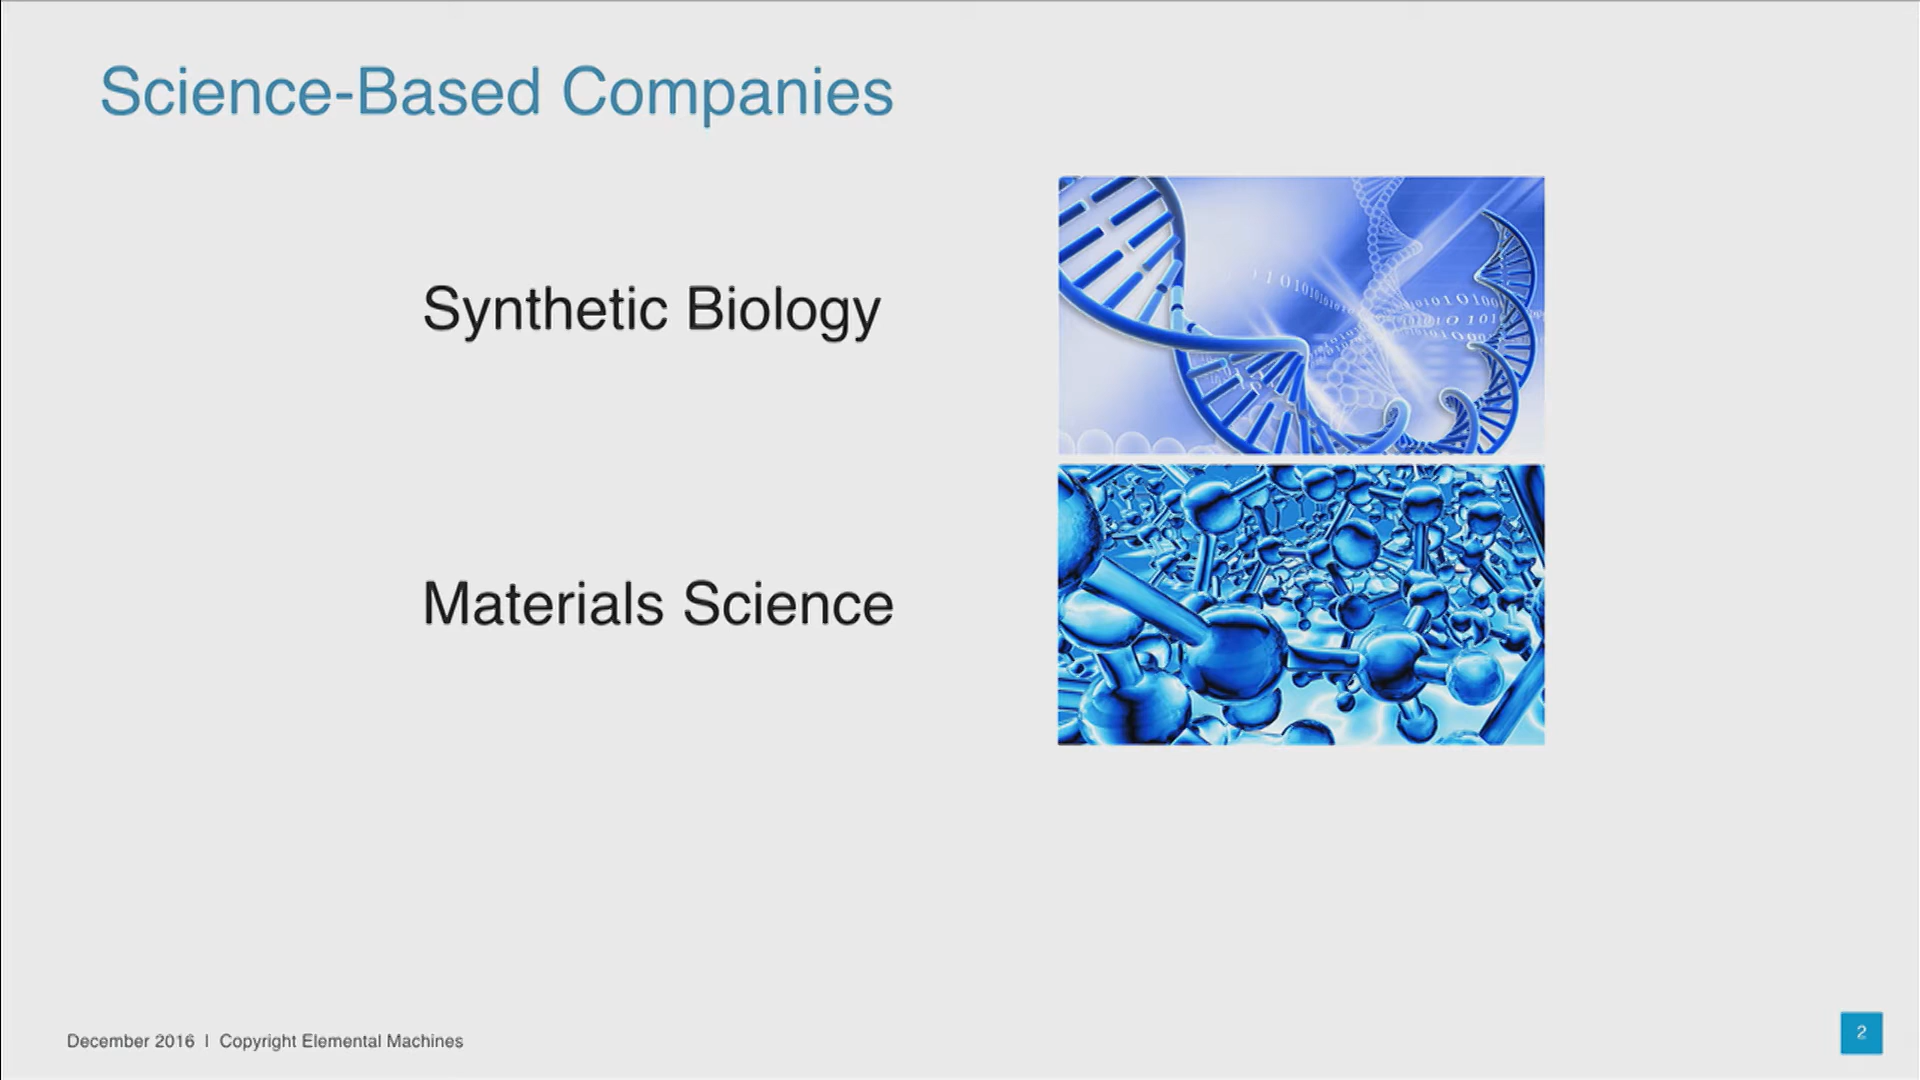 Science-Based Companies
Synthetic Biology
Materials Science
December 2016 | Copyright Elemental Machines
2